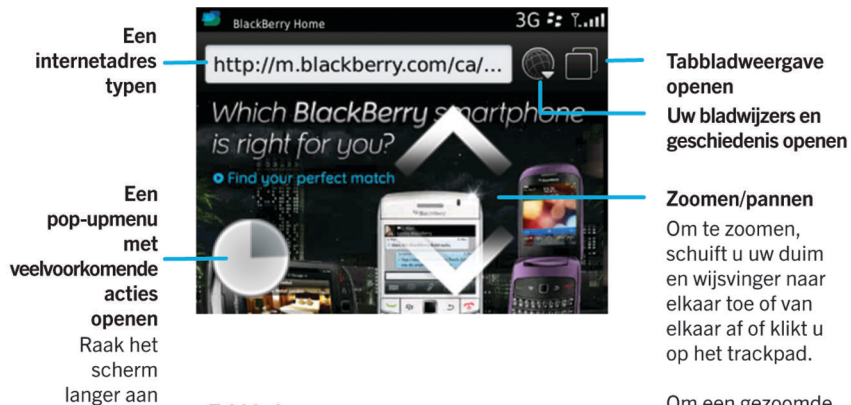 BlackBerry Home
3G
http://m.blackberry.com/ca/...
Which BlackBerry smartphone
is right for you?
Find your perfect match
Een
internetadres
typen
Een
pop-upmenu
met
veelvoorkomende
acties
openen
Raak het
scherm
langer aan
Tabbladweergave
openen
Uw bladwijzers en
geschiedenis openen
Zoomen/pannen
Om te zoomen,
schuift u uw duim
en wijsvinger naar
elkaar toe of van
elkaar af of klikt u
op het trackpad.
Om een gezoomde